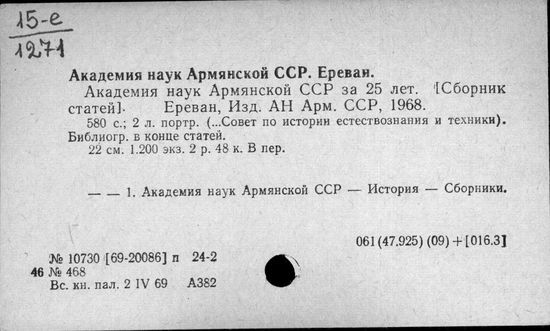 15-е
1271
Академия наук Армянской ССР. Ереван.
Академия наук Армянской ССР за 25 лет. [Сборник
статей]. Ереван, Изд. АН Арм. ССР, 1968.
580 с.; 2 л. портр. (...Совет по истории естествознания и техники).
Библиогр. в конце статей.
22 см. 1.200 экз. 2 р. 48 к. В пер.
— — 1. Академия наук Армянской ССР — История — Сборники.
061 (47.925) (09) + [016.3]
№ 10730 [69-20086] п 24-2
46 № 468
Вс. кн. пал. 2 IV 69 А382